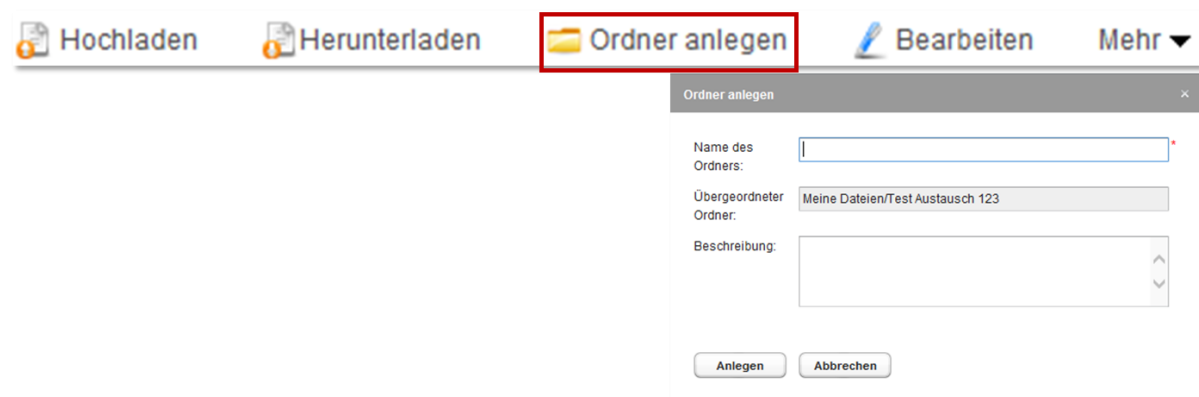 Hochladen Herunterladen Ordner anlegen Bearbeiten Mehr
Ordner anlegen ×
Name des
Ordners: *
Übergeordneter
Ordner: Meine Dateien/Test Austausch 123
Beschreibung:
Anlegen Abbrechen